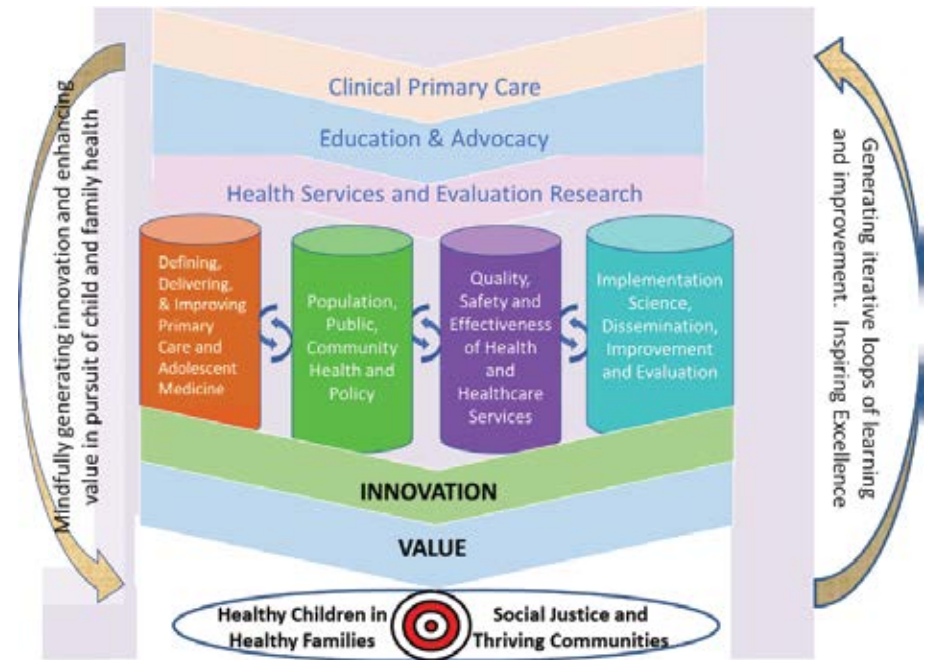 Clinical Primary Care
Education & Advocacy
Health Services and Evaluation Research
Mindfully generating innovation and enhancing
value in pursuit of child and family health
Defining,
Delivering,
& Improving
Primary
Care and
Adolescent
Medicine
Population,
Public,
Community
Health and
Policy
Quality,
Safety and
Effectiveness
of Health
and
Healthcare
Services
Implementation
Science,
Dissemination,
Improvement
and Evaluation
Generating iterative loops of learning
and improvement. Inspiring Excellence
INNOVATION
VALUE
Healthy Children in
Healthy Families
Social Justice and
Thriving Communities